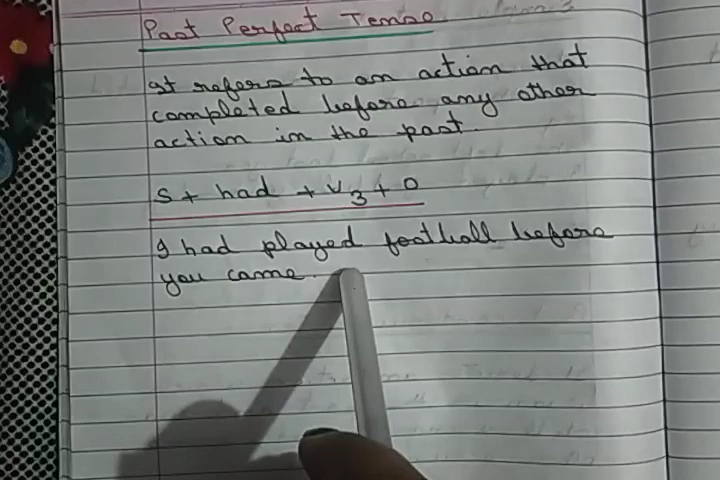 Past Perfect Tense
It refers to an action that
completed before any other
action in the past.
S+ had + V3 + O
I had played football before
you came.